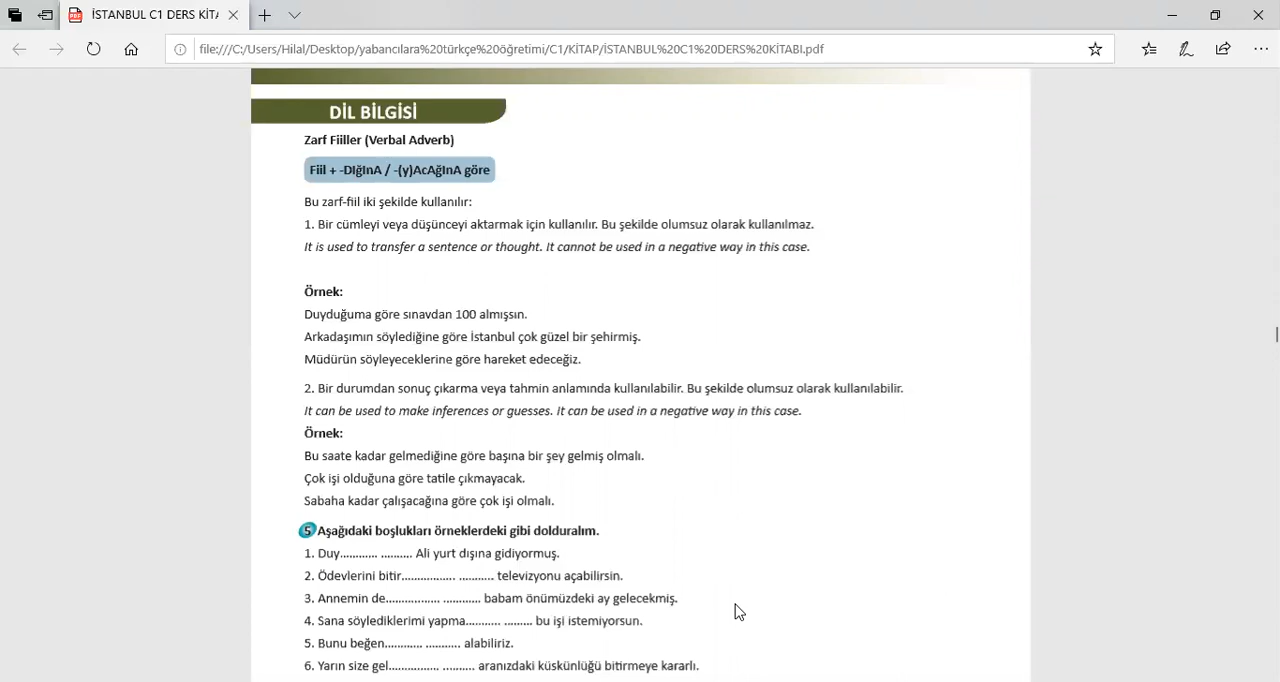 İSTANBUL C1 DERS KİTA
file:///C:/Users/Hilal/Desktop/yabancılara%20türkçe%20öğretimi/C1/KİTAP/İSTANBUL%20C1%20DERS%20KİTABI.pdf
DİL BİLGİSİ
Zarf Fiiller (Verbal Adverb)
Fiil + -DIğInA / -(y)AcAğInA göre
Bu zarf-fiil iki şekilde kullanılır:
1. Bir cümleyi veya düşünceyi aktarmak için kullanılır. Bu şekilde olumsuz olarak kullanılmaz.
It is used to transfer a sentence or thought. It cannot be used in a negative way in this case.
Örnek:
Duyduğuma göre sınavdan 100 almışsın.
Arkadaşımın söylediğine göre İstanbul çok güzel bir şehirmiş.
Müdürün söyleyeceklerine göre hareket edeceğiz.
2. Bir durumdan sonuç çıkarma veya tahmin anlamında kullanılabilir. Bu şekilde olumsuz olarak kullanılabilir.
It can be used to make inferences or guesses. It can be used in a negative way in this case.
Örnek:
Bu saate kadar gelmediğine göre başına bir şey gelmiş olmalı.
Çok işi olduğuna göre tatile çıkmayacak.
Sabaha kadar çalışacağına göre çok işi olmalı.
5 Aşağıdaki boşlukları örneklerdeki gibi dolduralım.
1. Duy............ .......... Ali yurt dışına gidiyormuş.
2. Ödevlerini bitir................. ........... televizyonu açabilirsin.
3. Annemin de................. ............ babam önümüzdeki ay gelecekmiş.
4. Sana söylediklerimi yapma........... ......... bu işi istemiyorsun.
5. Bunu beğen............ ........... alabiliriz.
6. Yarın size gel................ .......... aranızdaki küskünlüğü bitirmeye kararlı.